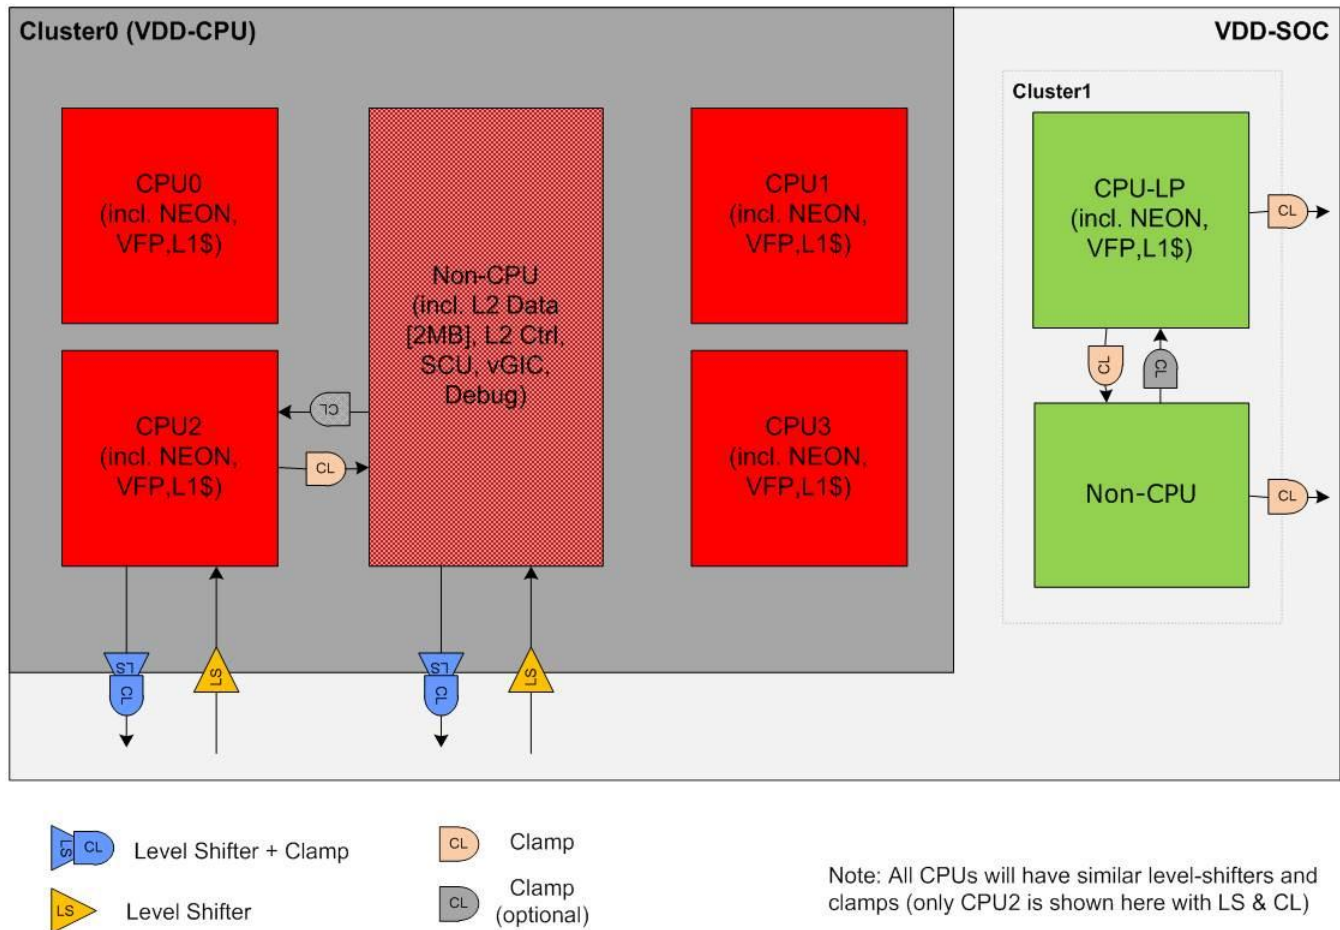 Cluster0 (VDD-CPU)
VDD-SOC
Cluster1
CPU0
(incl. NEON,
VFP,L1$)
Non-CPU
(incl. L2 Data
[2MB], L2 Ctrl,
SCU, vGIC,
Debug)
CPU1
(incl. NEON,
VFP,L1$)
CPU-LP
(incl. NEON,
VFP,L1$)
CL
CL
CL
CPU2
(incl. NEON,
VFP,L1$)
CL
CL
CPU3
(incl. NEON,
VFP,L1$)
Non-CPU
CL
LS
CL
LS
LS
CL
LS
LS
CL
Level Shifter + Clamp
CL
Clamp
LS
Level Shifter
CL
Clamp
(optional)
Note: All CPUs will have similar level-shifters and
clamps (only CPU2 is shown here with LS & CL)